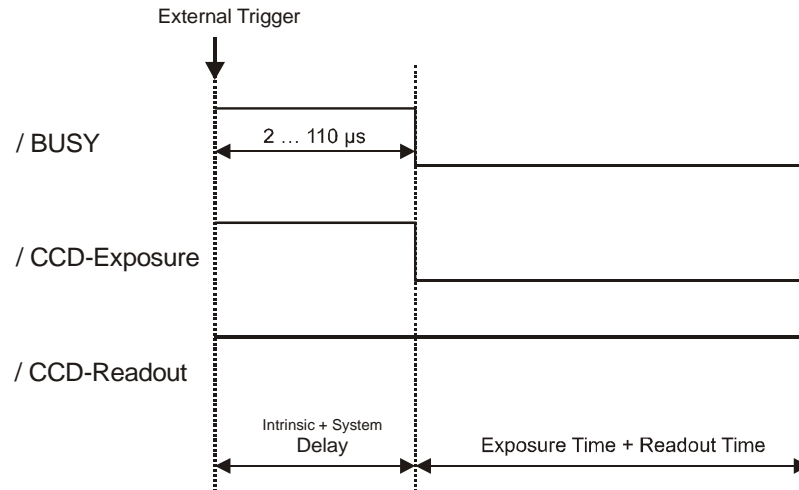 External Trigger
/ BUSY
2 ... 110 µs
/ CCD-Exposure
/ CCD-Readout
Intrinsic + System
Delay
Exposure Time + Readout Time